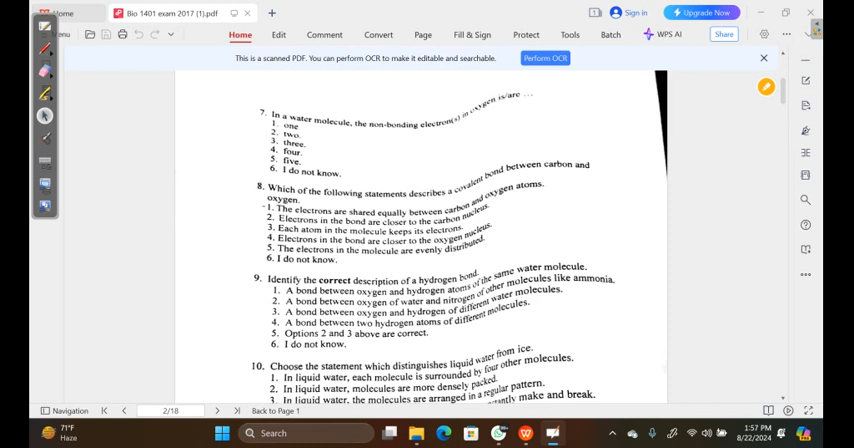 Home
Bio 1401 exam 2017 (1).pdf
Sign in
Upgrade Now
Menu
Home
Edit
Comment
Convert
Page
Fill & Sign
Protect
Tools
Batch
WPS AI
Share
This is a scanned PDF. You can perform OCR to make it editable and searchable.
Perform OCR
7. In a water molecule, the non-bonding electron(s) in oxygen is/are ...
1. one
2. two.
3. three.
4. four.
5. five.
6. I do not know.
8. Which of the following statements describes a covalent bond between carbon and
oxygen.
1. The electrons are shared equally between carbon and oxygen atoms.
2. Electrons in the bond are closer to the carbon nucleus.
3. Each atom in the molecule keeps its electrons.
4. Electrons in the bond are closer to the oxygen nucleus.
5. The electrons in the molecule are evenly distributed.
6. I do not know.
9. Identify the correct description of a hydrogen bond.
1. A bond between oxygen and hydrogen atoms of the same water molecule.
2. A bond between oxygen of water and nitrogen of other molecules like ammonia.
3. A bond between oxygen and hydrogen of different water molecules.
4. A bond between two hydrogen atoms of different molecules.
5. Options 2 and 3 above are correct.
6. I do not know.
10. Choose the statement which distinguishes liquid water from ice.
1. In liquid water, each molecule is surrounded by four other molecules.
2. In liquid water, molecules are more densely packed.
3. In liquid water, the molecules are arranged in a regular pattern.
make and break.
Navigation
2/18
Back to Page 1
71°F
Haze
Search
1:57 PM
8/22/2024